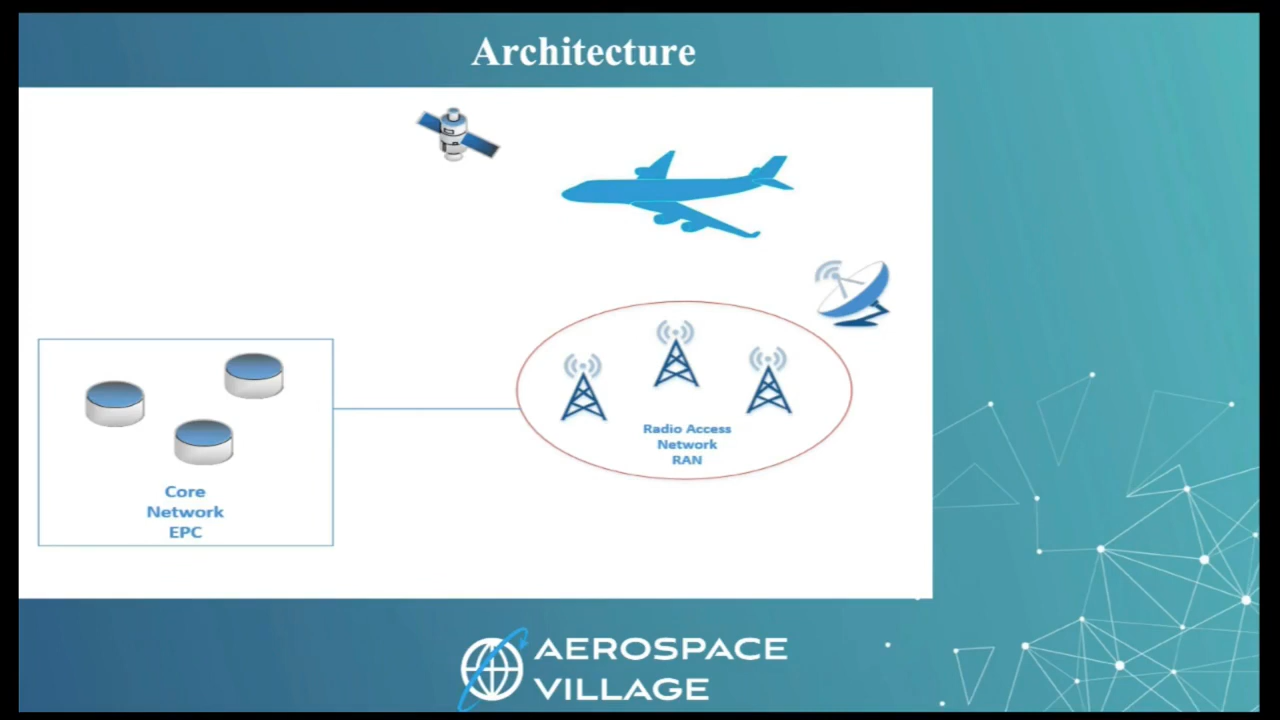 Architecture
Core
Network
EPC
Radio Access
Network
RAN
AEROSPACE
VILLAGE